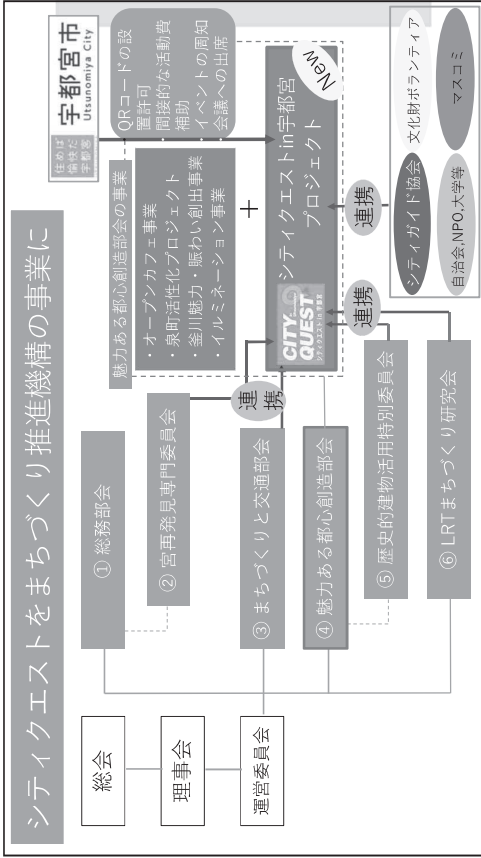 シティクエストをまちづくり推進機構の事業に
総会
理事会
運営委員会
① 総務部会
② 宮再発見専門委員会
③ まちづくりと交通部会
④ 魅力ある都心創造部会
⑤ 歴史的建物活用特別委員会
⑥ LRTまちづくり研究会
連
携
連携
連携
魅力ある都心創造部会の事業
・オープンカフェ事業
・泉町活性化プロジェクト
・釜川魅力・賑わい創出事業
・イルミネーション事業
+
CITY
QUEST
シティクエスト in 宇都宮
シティクエストin宇都宮
プロジェクト
New
住めば
愉快だ
宇都宮
宇都宮市
Utsunomiya City
QRコードの設
置許可
間接的な活動費
補助
イベントの周知
会議への出席
シティガイド協会
文化財ボランティア
自治会,NPO,大学等
マスコミ